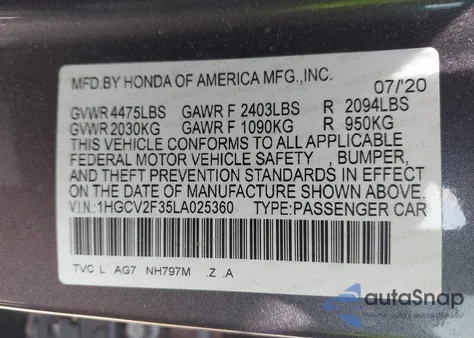 MFD.BY HONDA OF AMERICA MFG.,INC. 07/20
GVWR 4475LBS GAWR F 2403LBS R 2094LBS
GVWR 2030KG GAWR F 1090KG R 950KG
THIS VEHICLE CONFORMS TO ALL APPLICABLE
FEDERAL MOTOR VEHICLE SAFETY , BUMPER,
AND THEFT PREVENTION STANDARDS IN EFFECT
ON THE DATE OF MANUFACTURE SHOWN ABOVE.
V.I.N.:1HGCV2F35LA025360 TYPE:PASSENGER CAR
TVC L AG7 NH797M .Z .A
autoSnap